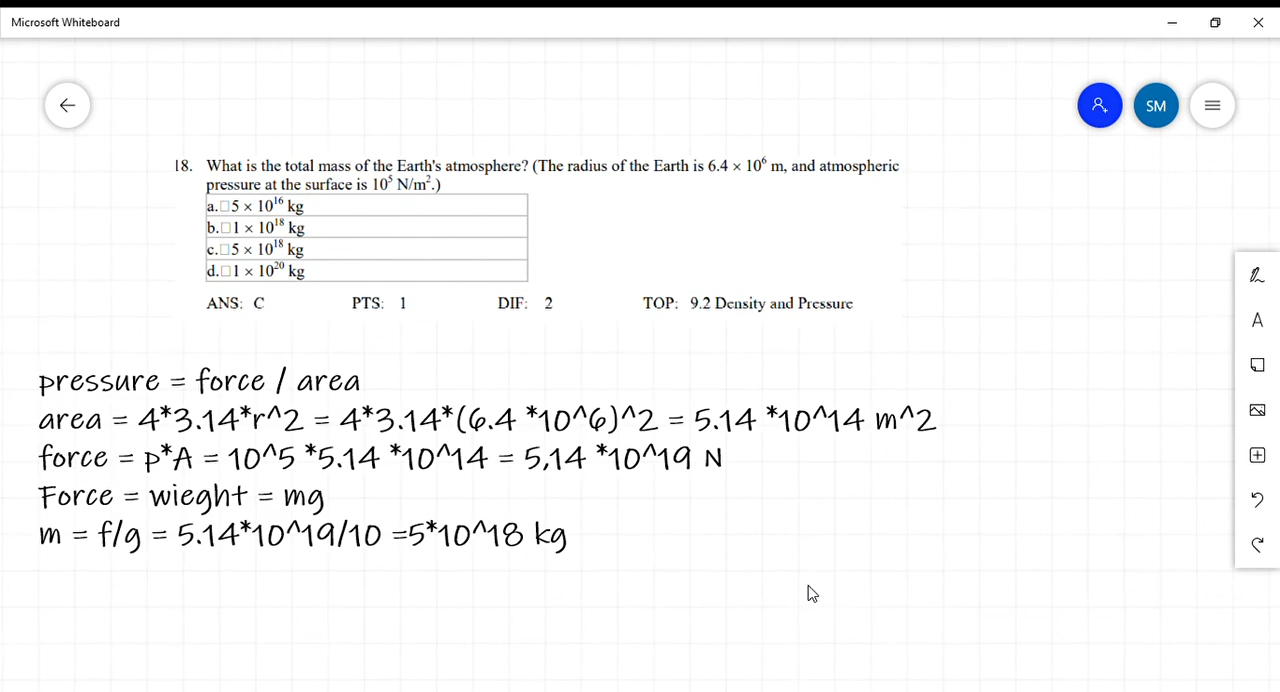 Microsoft Whiteboard
SM
18. What is the total mass of the Earth's atmosphere? (The radius of the Earth is 6.4 × 10⁶ m, and atmospheric
pressure at the surface is 10⁵ N/m².)
a.□5 × 10¹⁶ kg
b.□1 × 10¹⁸ kg
c.□5 × 10¹⁸ kg
d.□1 × 10²⁰ kg
ANS: C PTS: 1 DIF: 2 TOP: 9.2 Density and Pressure
pressure = force / area
area = 4*3.14*r^2 = 4*3.14*(6.4 *10^6)^2 = 5.14 *10^14 m^2
force = p*A = 10^5 *5.14 *10^14 = 5,14 *10^19 N
Force = wieght = mg
m = f/g = 5.14*10^19/10 =5*10^18 kg
A